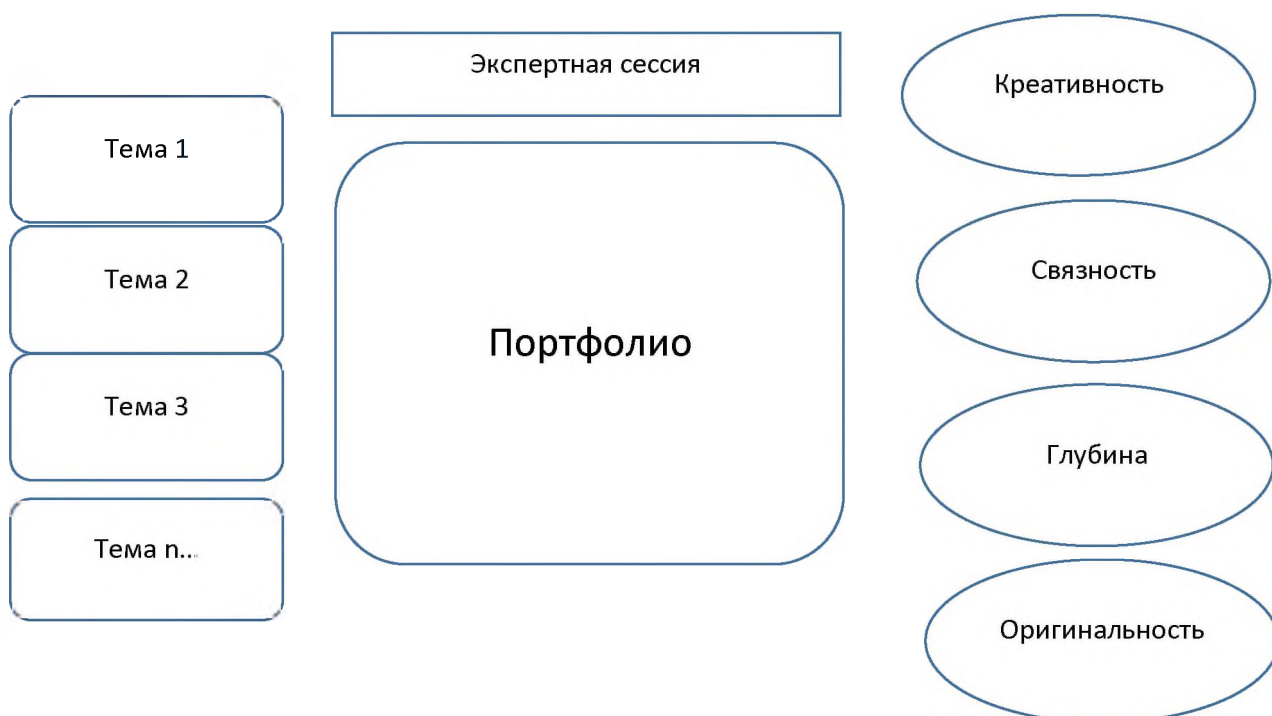 Экспертная сессия
Тема 1
Тема 2
Тема 3
Тема n...
Портфолио
Креативность
Связность
Глубина
Оригинальность